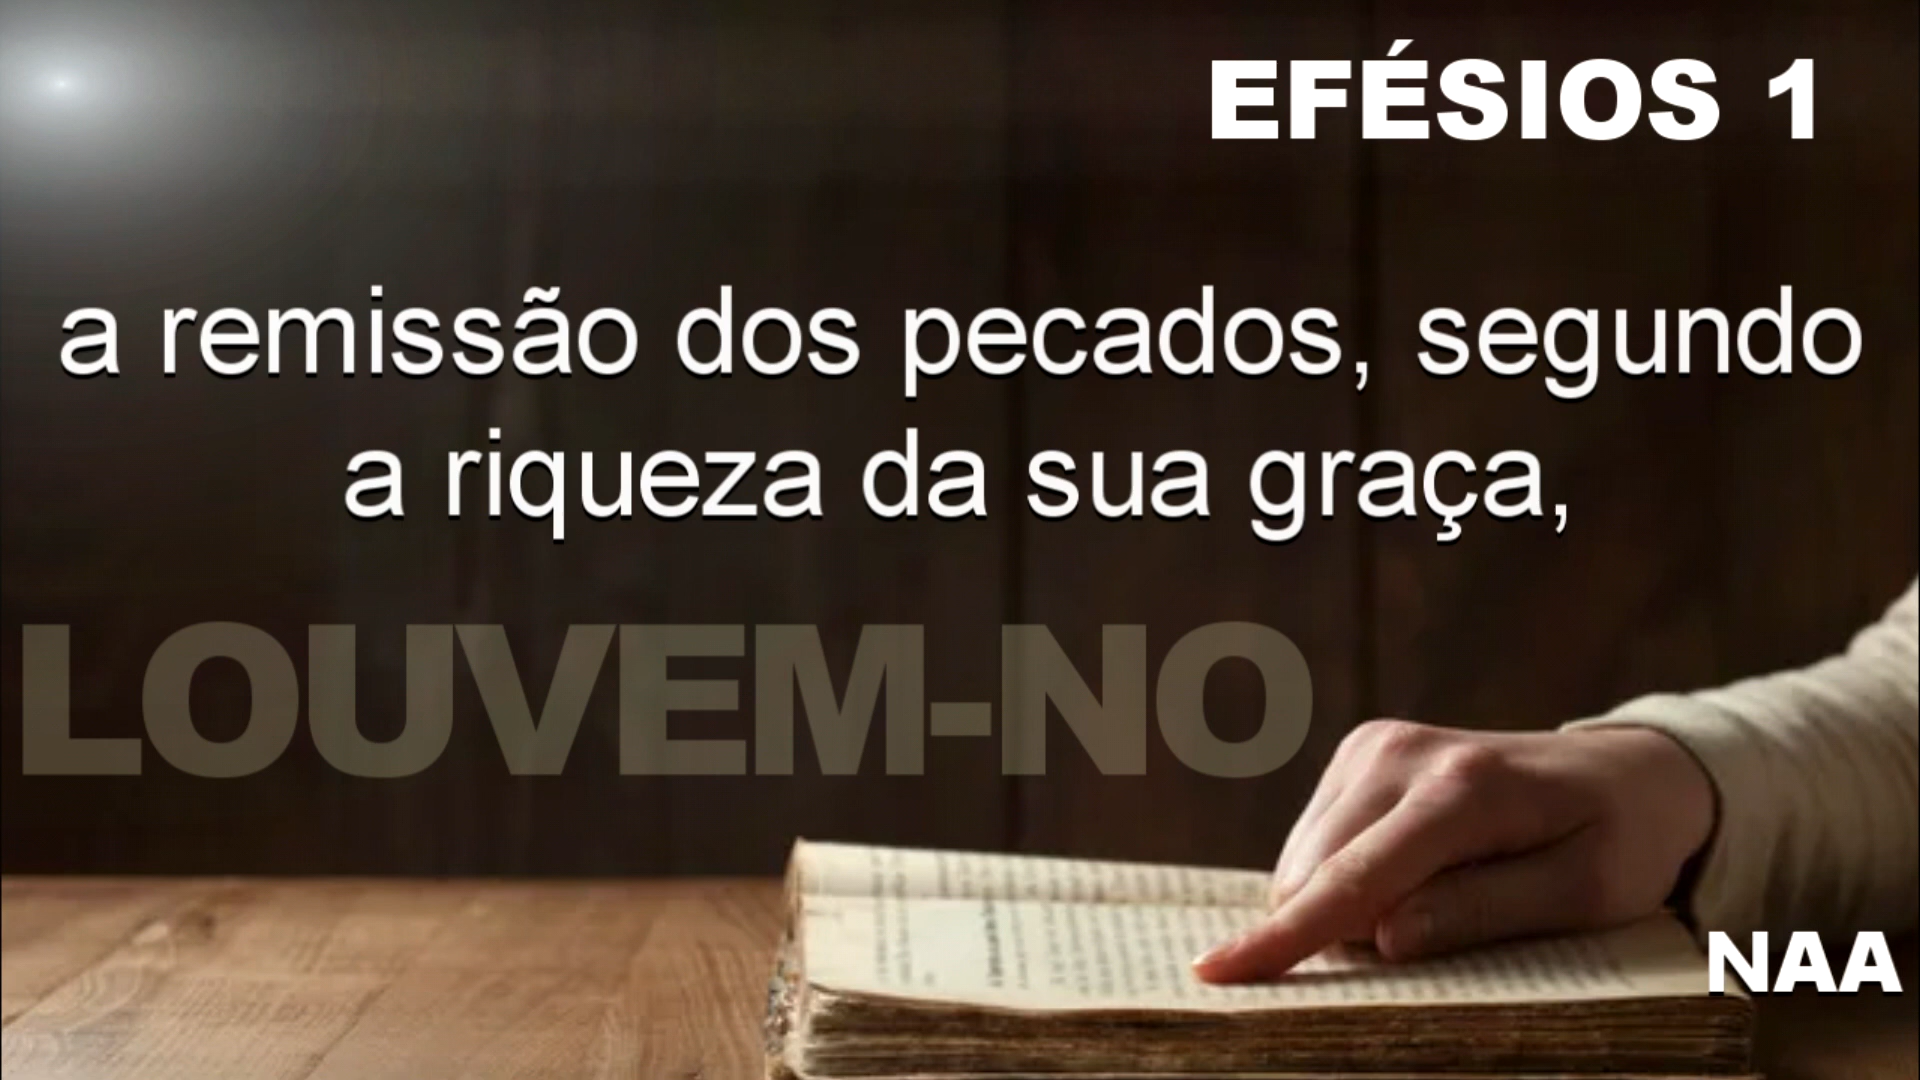 EFÉSIOS 1
a remissão dos pecados, segundo
a riqueza da sua graça,
LOUVEM-NO
NAA